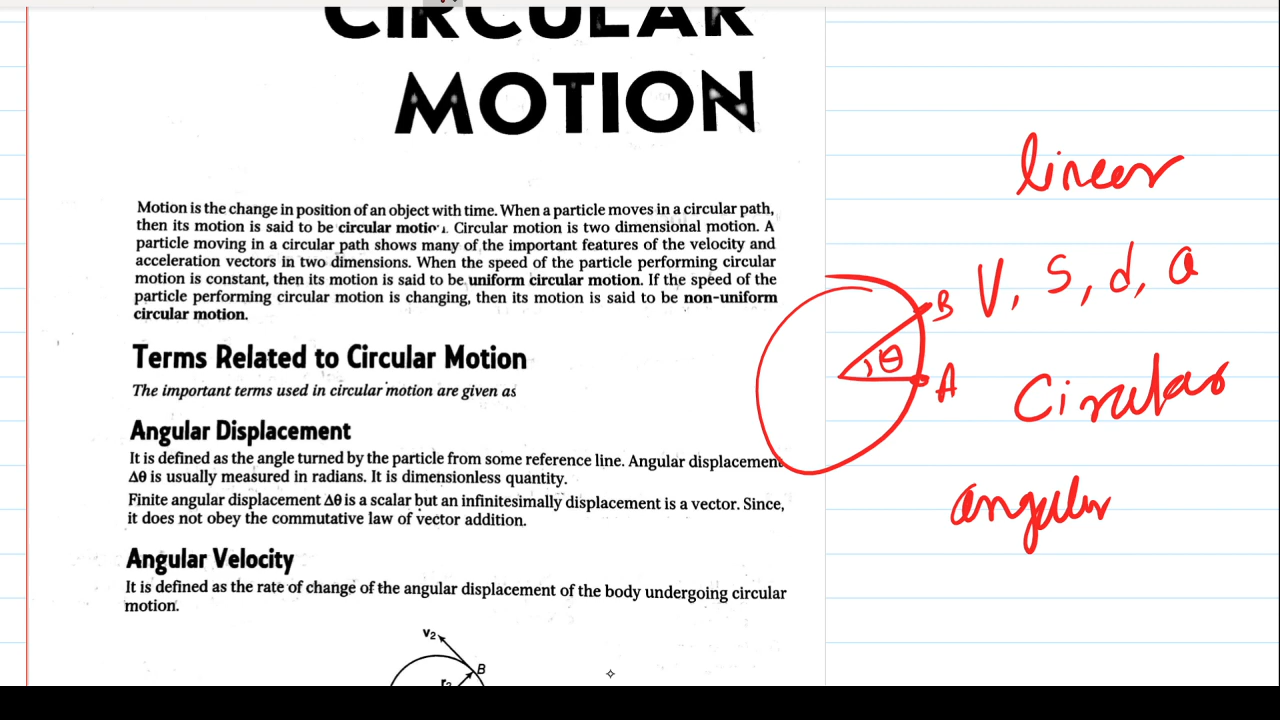 CIRCULAR
MOTION
Motion is the change in position of an object with time. When a particle moves in a circular path,
then its motion is said to be circular motion. Circular motion is two dimensional motion. A
particle moving in a circular path shows many of the important features of the velocity and
acceleration vectors in two dimensions. When the speed of the particle performing circular
motion is constant, then its motion is said to be uniform circular motion. If the speed of the
particle performing circular motion is changing, then its motion is said to be non-uniform
circular motion.
Terms Related to Circular Motion
The important terms used in circular motion are given as
Angular Displacement
It is defined as the angle turned by the particle from some reference line. Angular displacement
Δθ is usually measured in radians. It is dimensionless quantity.
Finite angular displacement Δθ is a scalar but an infinitesimally displacement is a vector. Since,
it does not obey the commutative law of vector addition.
Angular Velocity
It is defined as the rate of change of the angular displacement of the body undergoing circular
motion.
v2
B
r2
linear
V, S, d, a
B
θ
A
Circular
angular